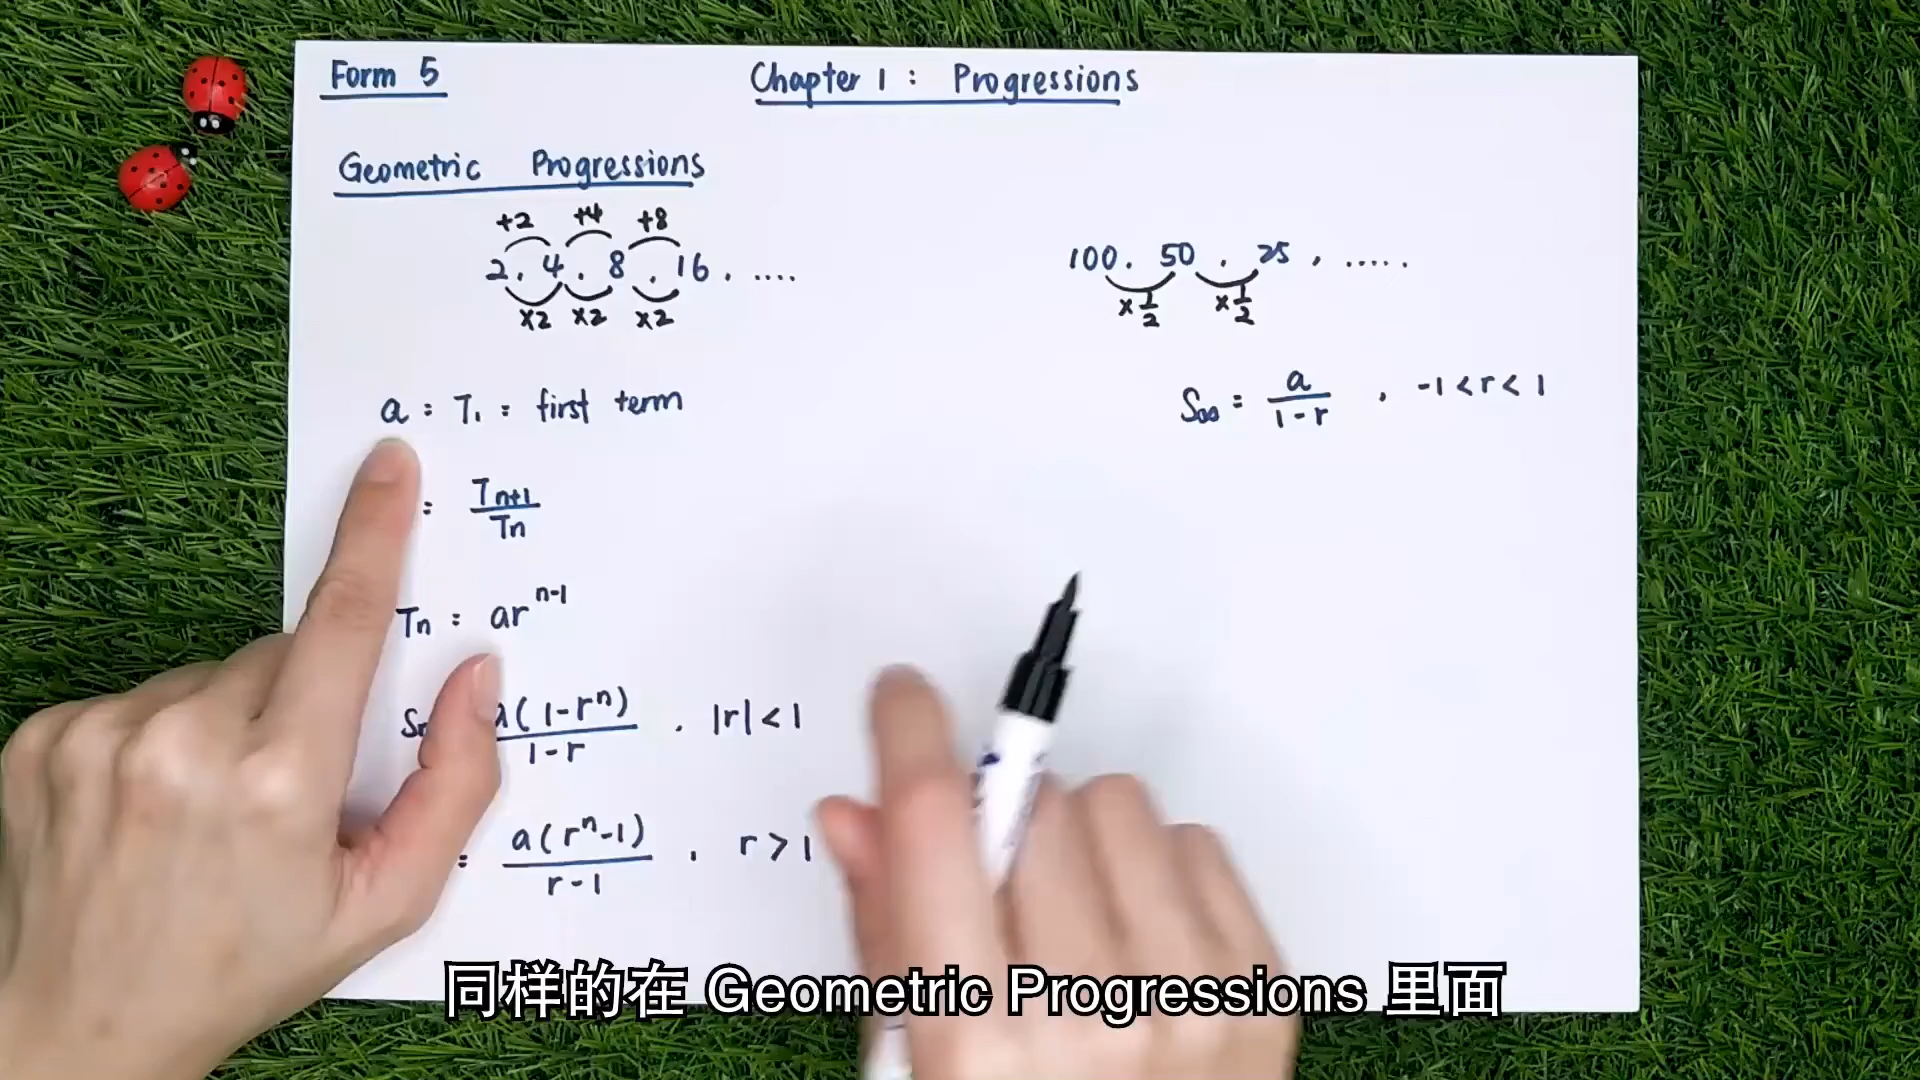 Form 5
Chapter 1 : Progressions
Geometric Progressions
+2 +4 +8
2, 4, 8, 16, ....
x2 x2 x2
100, 50, 25, .....
x 1/2 x 1/2
a = T₁ = first term
S∞ = a/(1-r) , -1 < r < 1
= Tn+1/Tn
Tn = ar^(n-1)
a(1-r^n)/(1-r) , |r| < 1
= a(r^n-1)/(r-1) , r > 1
同样的在 Geometric Progressions 里面